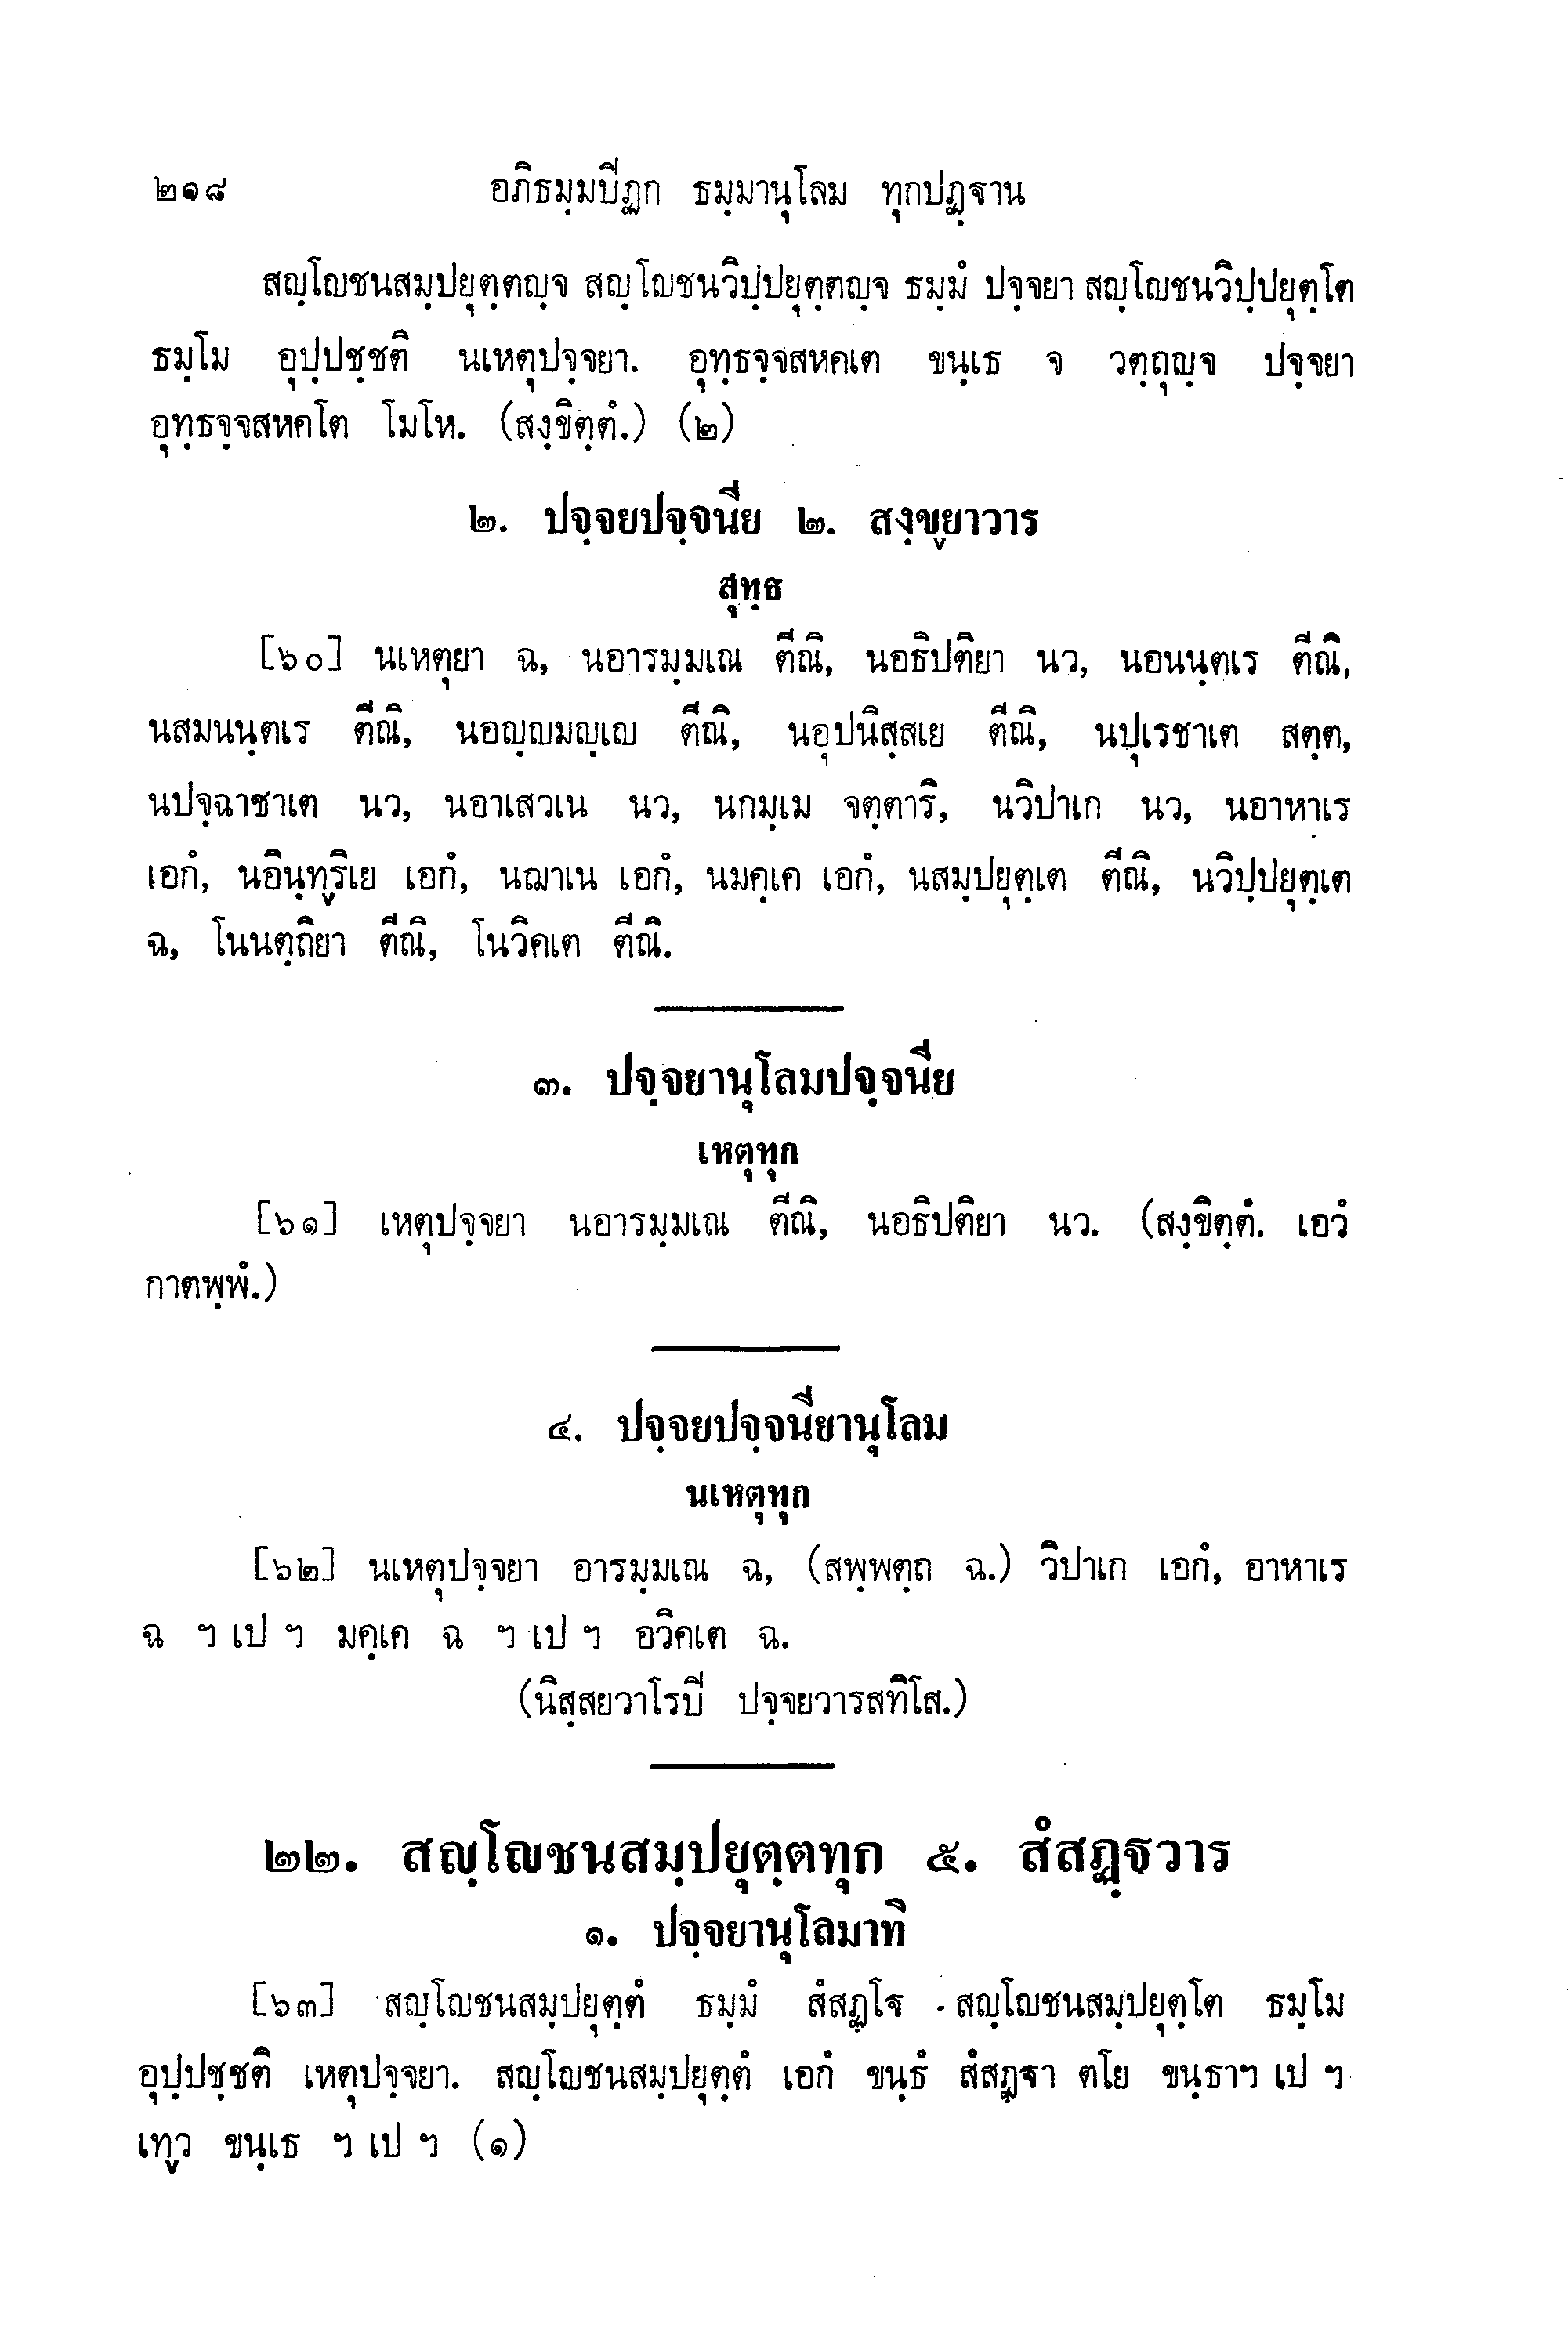 ๒๑๘ อภิธมฺมปิฏก ธมฺมานุโลม ทุกปฏฺฐาน
สญฺโญชนสมฺปยุตฺตญฺจ สญฺโญชนวิปฺปยุตฺตญฺจ ธมฺมํ ปจฺจยา สญฺโญชนวิปฺปยุตฺโต
ธมฺโม อุปฺปชฺชติ นเหตุปจฺจยา. อุทฺธจฺจสหคเต ขนฺเธ จ วตฺถุญฺจ ปจฺจยา
อุทฺธจฺจสหคโต โมโห. (สงฺขิตฺตํ.) (๒)
๒. ปจฺจยปจฺจนีย ๒. สงฺขฺยาวาร
สุทฺธ
[๖๐] นเหตุยา ฉ, นอารมฺมเณ ตีณิ, นอธิปติยา นว, นอนนฺตเร ตีณิ,
นสมนนฺตเร ตีณิ, นอญฺญมญฺเญ ตีณิ, นอุปนิสฺสเย ตีณิ, นปุเรชาเต สตฺต,
นปจฺฉาชาเต นว, นอาเสวเน นว, นกมฺเม จตฺตาริ, นวิปาเก นว, นอาหาเร
เอกํ, นอินฺทฺริเย เอกํ, นฌาเน เอกํ, นมคฺเค เอกํ, นสมฺปยุตฺเต ตีณิ, นวิปฺปยุตฺเต
ฉ, โนนตฺถิยา ตีณิ, โนวิคเต ตีณิ.
๓. ปจฺจยานุโลมปจฺจนีย
เหตุทุก
[๖๑] เหตุปจฺจยา นอารมฺมเณ ตีณิ, นอธิปติยา นว. (สงฺขิตฺตํ. เอวํ
กาตพฺพํ.)
๔. ปจฺจยปจฺจนียานุโลม
นเหตุทุก
[๖๒] นเหตุปจฺจยา อารมฺมเณ ฉ, (สพฺพตฺถ ฉ.) วิปาเก เอกํ, อาหาเร
ฉ ฯ เป ฯ มคฺเค ฉ ฯ เป ฯ อวิคเต ฉ.
(นิสฺสยวาโรปิ ปจฺจยวารสทิโส.)
๒๒. สญฺโญชนสมฺปยุตฺตทุก ๕. สํสฏฺฐวาร
๑. ปจฺจยานุโลมาทิ
[๖๓] สญฺโญชนสมฺปยุตฺตํ ธมฺมํ สํสฏฺโฐ สญฺโญชนสมฺปยุตฺโต ธมฺโม
อุปฺปชฺชติ เหตุปจฺจยา. สญฺโญชนสมฺปยุตฺตํ เอกํ ขนฺธํ สํสฏฺฐา ตโย ขนฺธาฯ เป ฯ
เทฺว ขนฺเธ ฯ เป ฯ (๑)